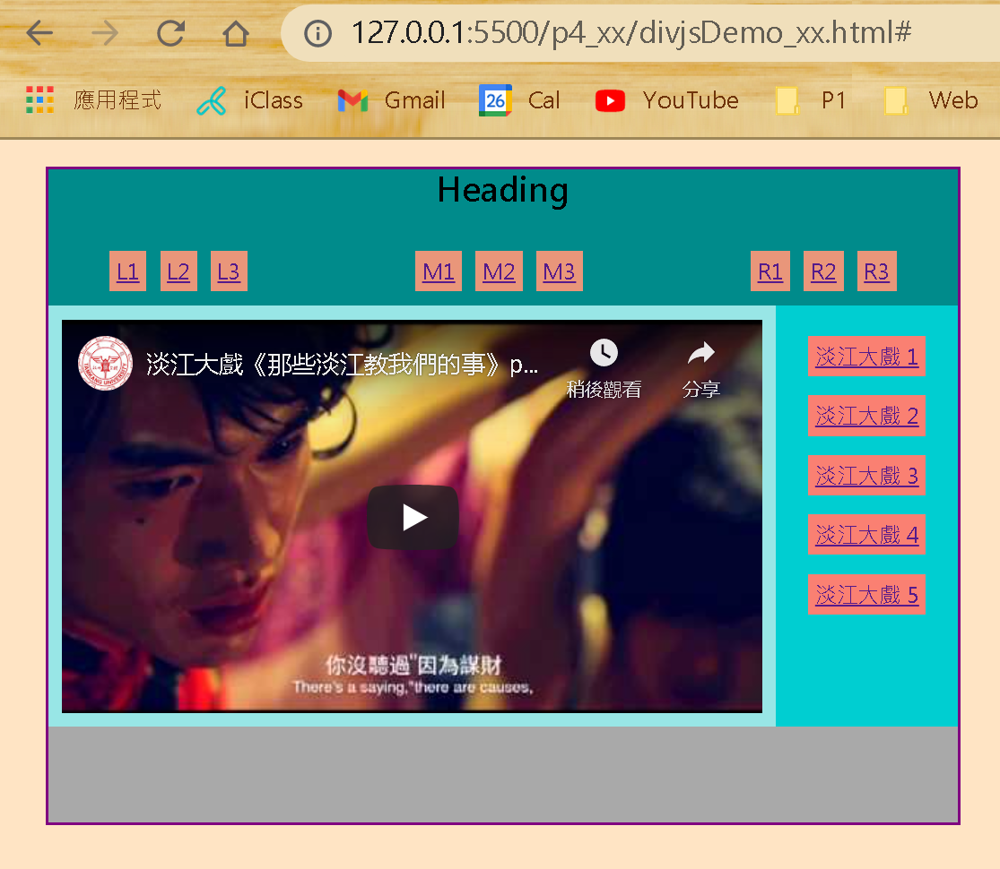 127.0.0.1:5500/p4_xx/divjsDemo_xx.html#
應用程式 iClass Gmail 26 Cal YouTube P1 Web
Heading
L1 L2 L3 M1 M2 M3 R1 R2 R3
淡江大戲《那些淡江教我們的事》p...
稍後觀看 分享
你沒聽過"因為謀財
There's a saying,"there are causes,
淡江大戲 1
淡江大戲 2
淡江大戲 3
淡江大戲 4
淡江大戲 5